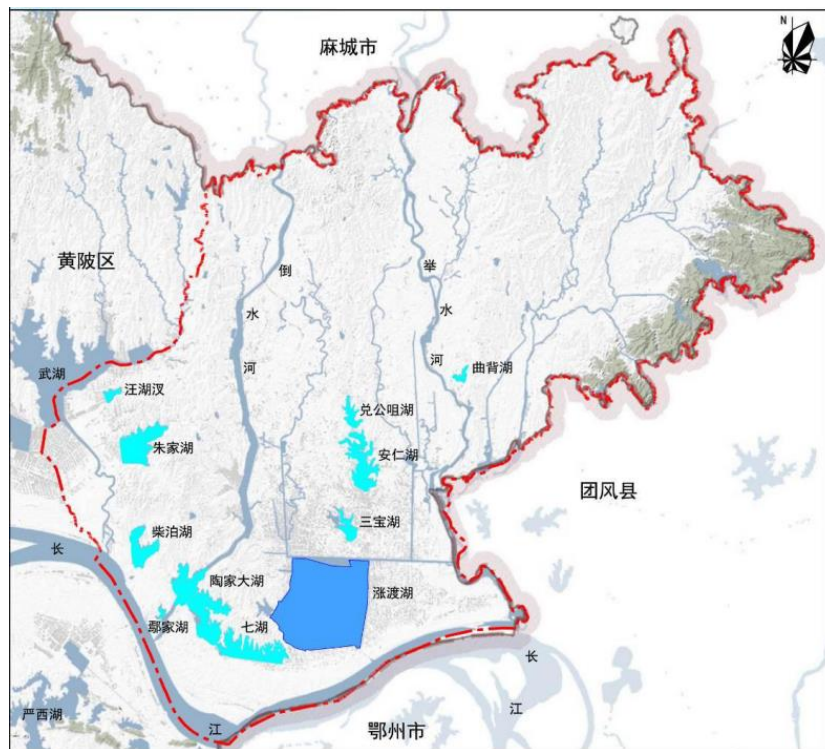 N
麻城市
黄陂区
倒
水
河
举
水
河
武湖
汪湖汊
曲背湖
兑公咀湖
朱家湖
安仁湖
团风县
三宝湖
柴泊湖
长
陶家大湖
涨渡湖
鄢家湖
七湖
长
江
严西湖
江
鄂州市